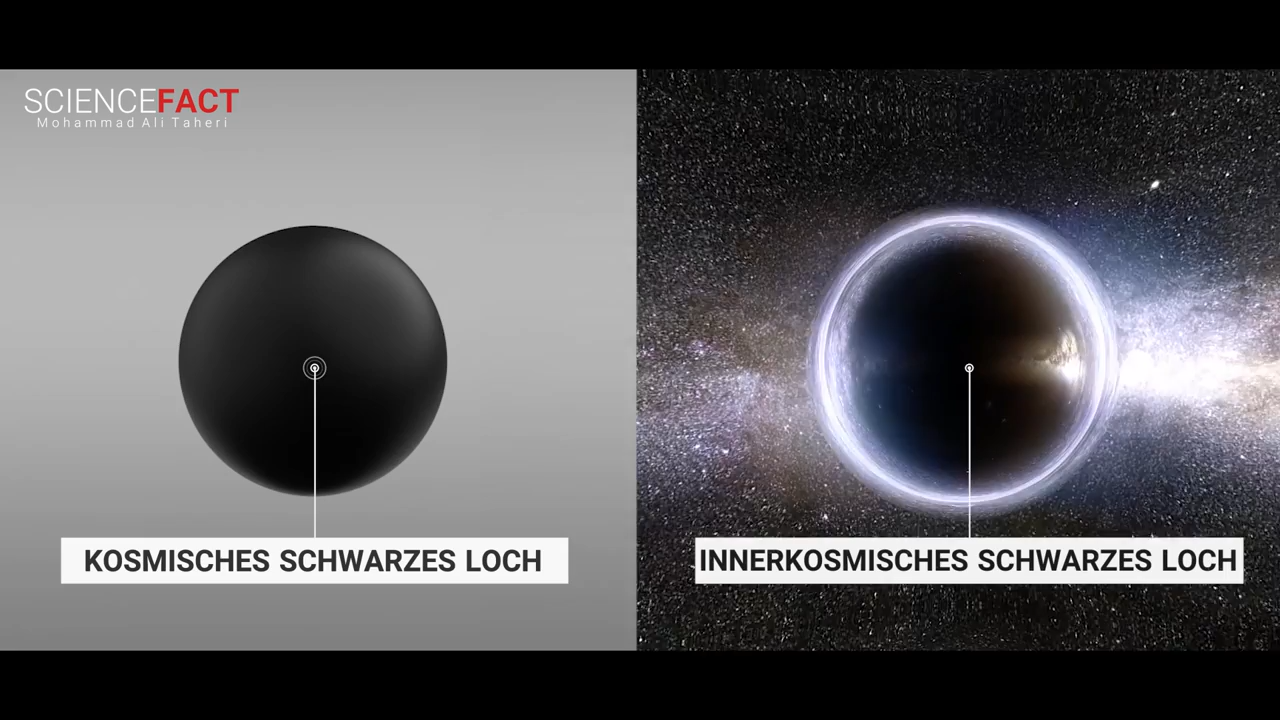 SCIENCEFACT
Mohammad Ali Taheri
KOSMISCHES SCHWARZES LOCH
INNERKOSMISCHES SCHWARZES LOCH